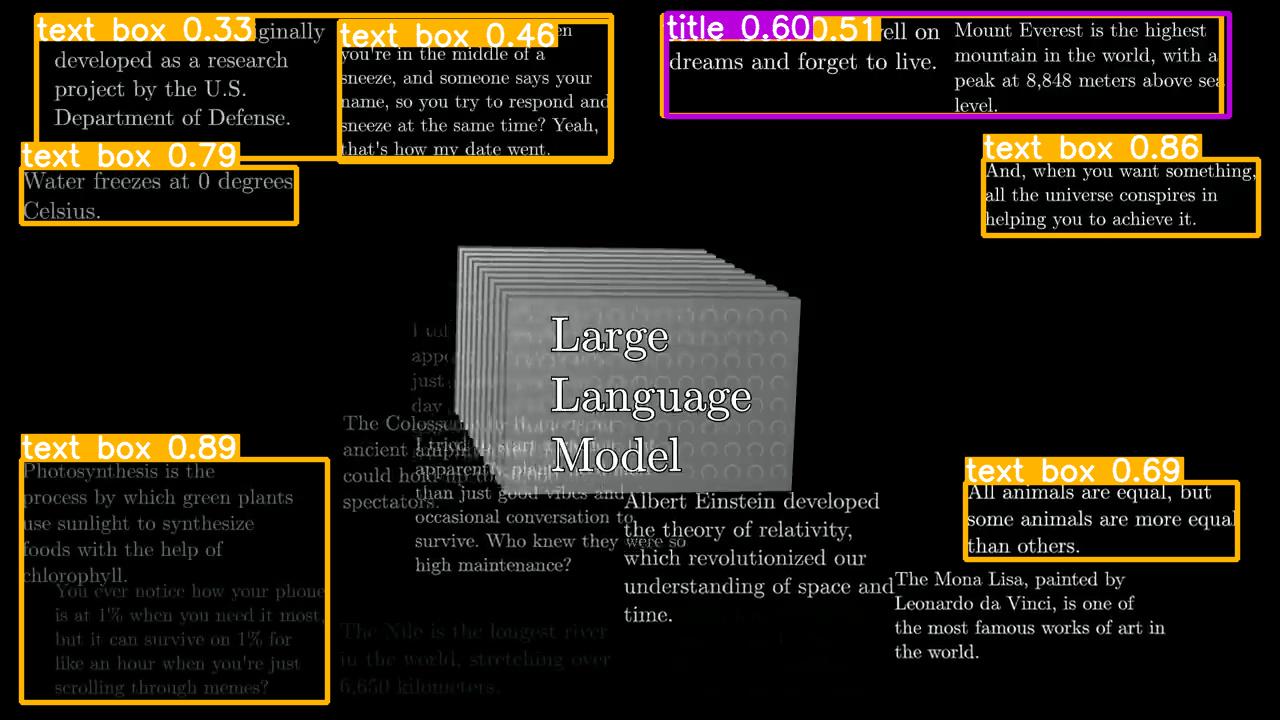 text box 0.33
iginally
developed as a research
project by the U.S.
Department of Defense.
text box 0.46
you're in the middle of a
sneeze, and someone says your
name, so you try to respond and
sneeze at the same time? Yeah,
that's how my date went.
title 0.60
0.51
ell on
dreams and forget to live.
Mount Everest is the highest
mountain in the world, with a
peak at 8,848 meters above sea
level.
text box 0.79
Water freezes at 0 degrees
Celsius.
text box 0.86
And, when you want something,
all the universe conspires in
helping you to achieve it.
Large
Language
Model
appa
just
day
The Colosseum
ancient
could hold
spectators.
I tried to start
apparently,
than just good vibes and
occasional conversation to
survive. Who knew they were so
high maintenance?
Albert Einstein developed
the theory of relativity,
which revolutionized our
understanding of space and
time.
text box 0.89
Photosynthesis is the
process by which green plants
use sunlight to synthesize
foods with the help of
chlorophyll.
You ever notice how your phone
is at 1% when you need it most,
but it can survive on 1% for
like an hour when you're just
scrolling through memes?
The Nile is the longest river
in the world, stretching over
6,650 kilometers.
text box 0.69
All animals are equal, but
some animals are more equal
than others.
The Mona Lisa, painted by
Leonardo da Vinci, is one of
the most famous works of art in
the world.